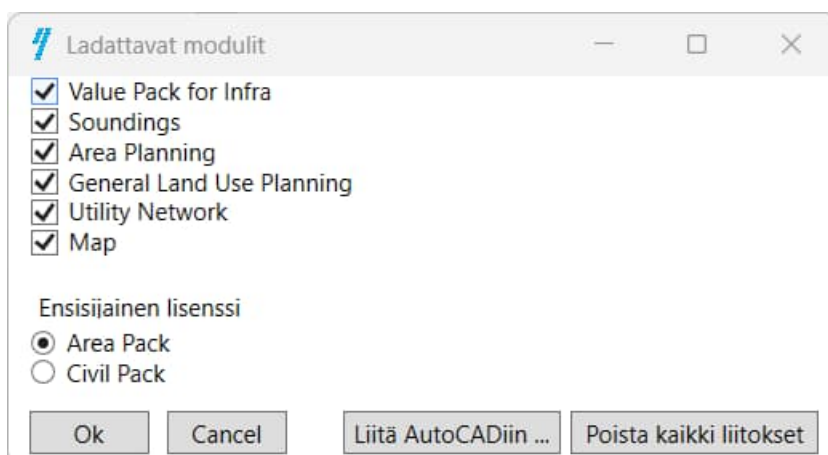 Ladattavat modulit
Value Pack for Infra
Soundings
Area Planning
General Land Use Planning
Utility Network
Map
Ensisijainen lisenssi
Area Pack
Civil Pack
Ok Cancel Liitä AutoCADiin ... Poista kaikki liitokset